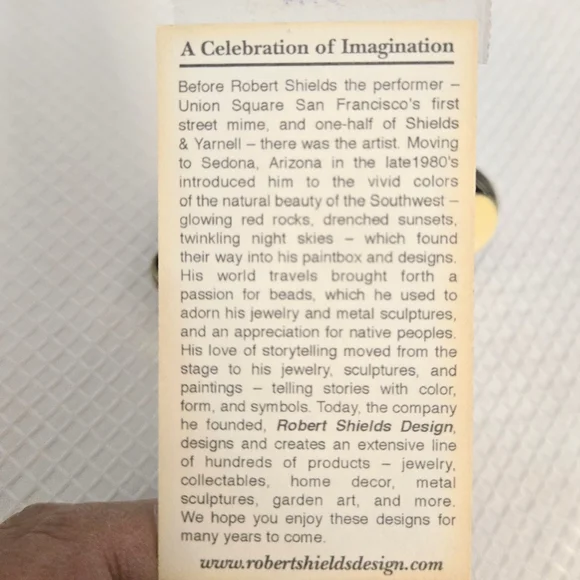 A Celebration of Imagination
Before Robert Shields the performer –
Union Square San Francisco's first
street mime, and one-half of Shields
& Yarnell – there was the artist. Moving
to Sedona, Arizona in the late1980's
introduced him to the vivid colors
of the natural beauty of the Southwest –
glowing red rocks, drenched sunsets,
twinkling night skies – which found
their way into his paintbox and designs.
His world travels brought forth a
passion for beads, which he used to
adorn his jewelry and metal sculptures,
and an appreciation for native peoples.
His love of storytelling moved from the
stage to his jewelry, sculptures, and
paintings – telling stories with color,
form, and symbols. Today, the company
he founded, Robert Shields Design,
designs and creates an extensive line
of hundreds of products – jewelry,
collectables, home decor, metal
sculptures, garden art, and more.
We hope you enjoy these designs for
many years to come.
www.robertshieldsdesign.com